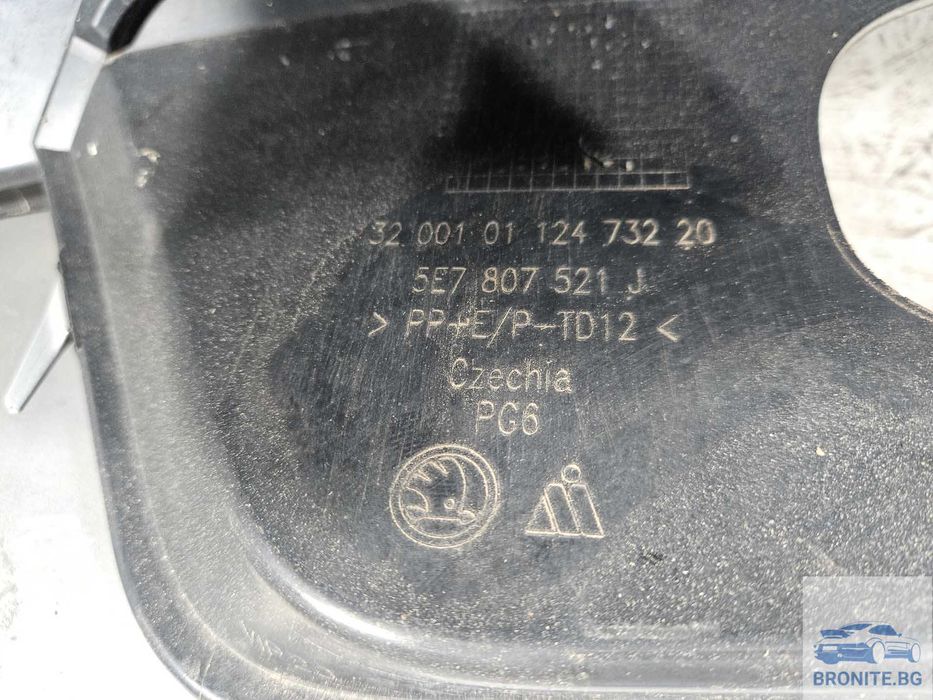 32 001 01 124 732 20
5E7 807 521 J
> PP+E/P-TD12 <
Czechia
PG6
BRONITE.BG